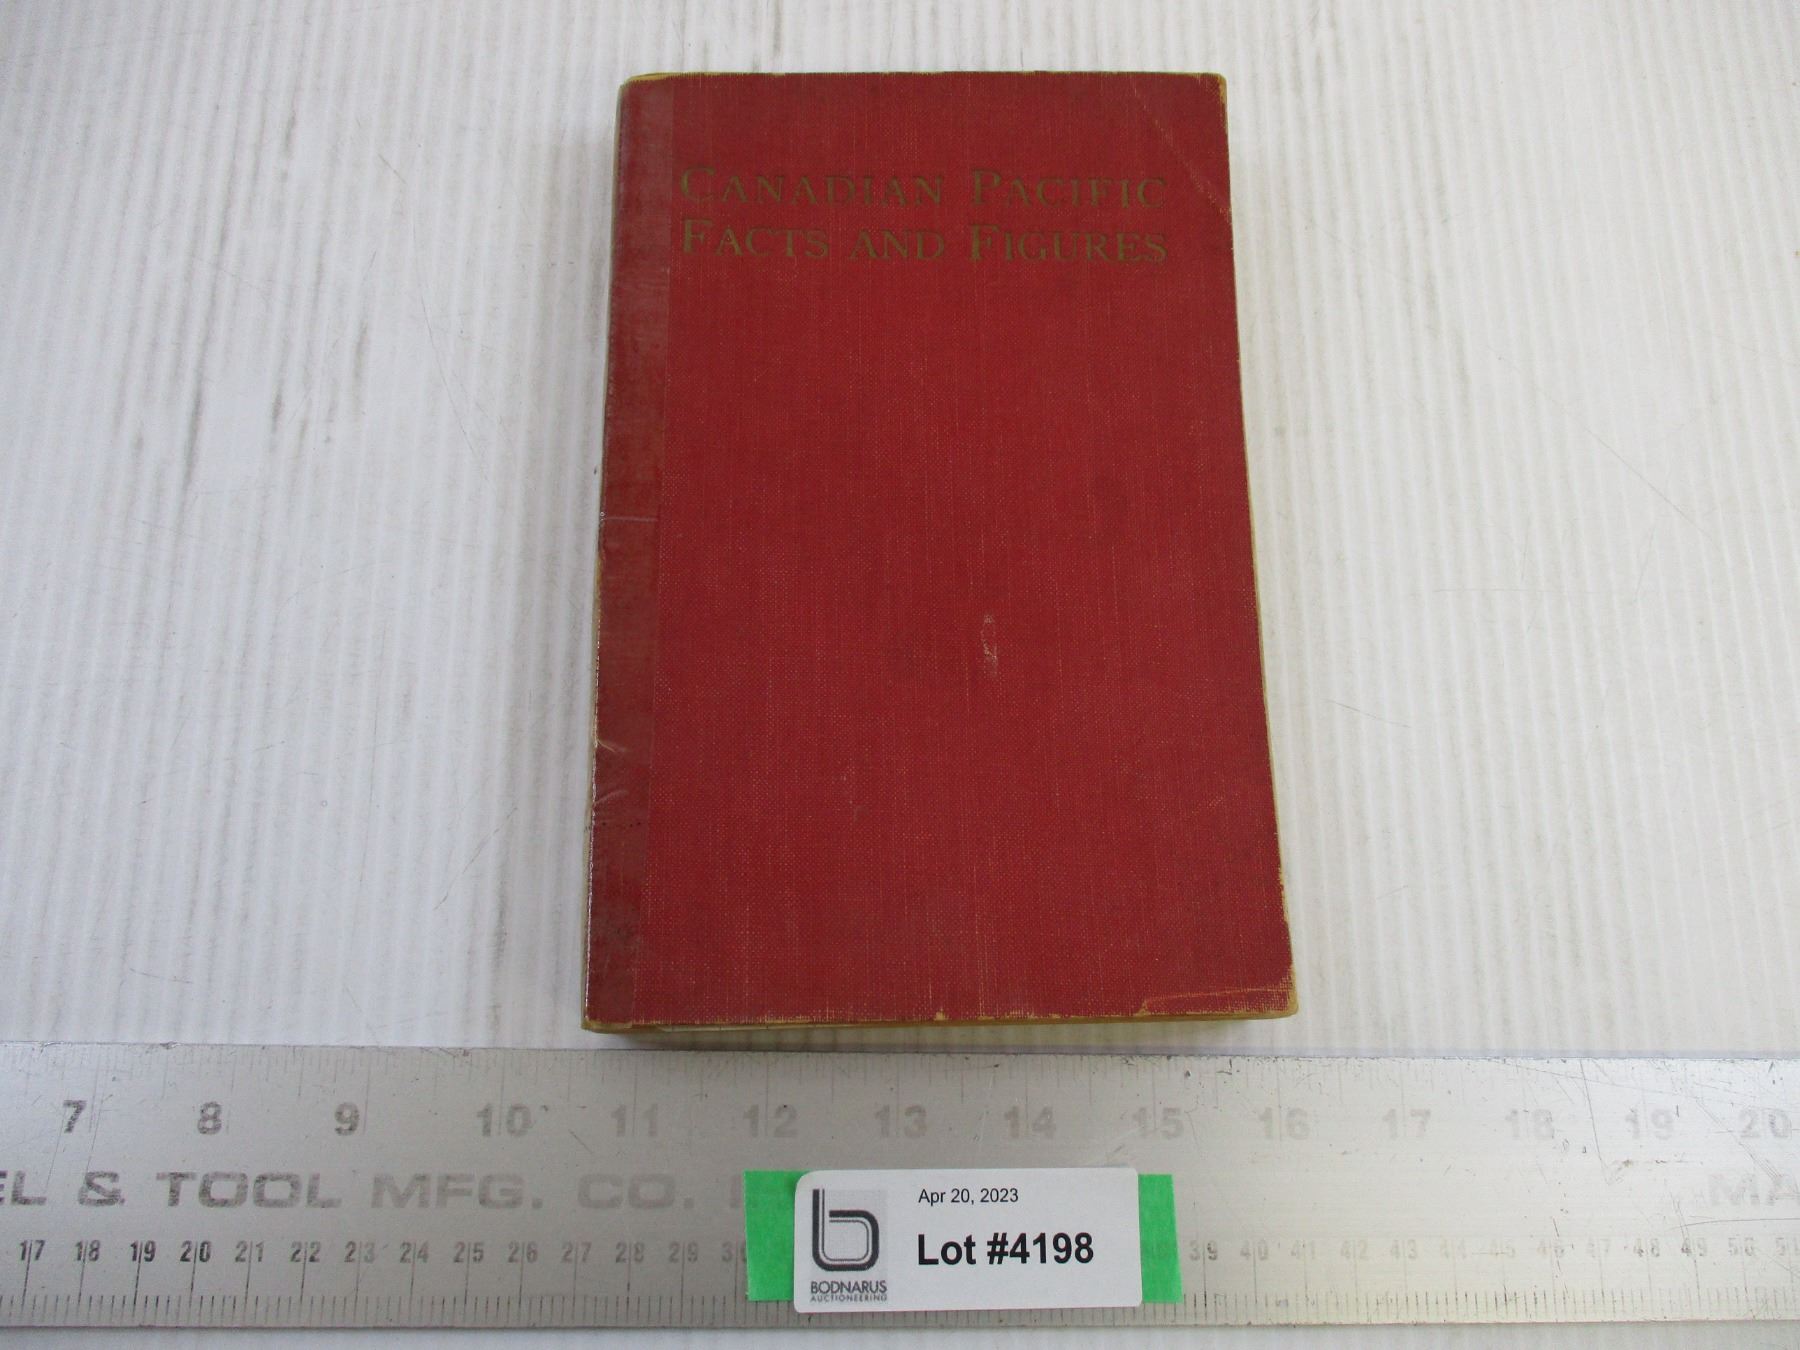 CANADIAN PACIFIC
FACTS AND FIGURES
7 8 9 10 11 12 13 14 15 16 17 18 19 20
EL & TOOL MFG. CO.
MA
17 18 19 20 21 22 23 24 25 26 27 28 29
39 40 41 42 43 44 45 46 47 48 49 50 51
Apr 20, 2023
Lot #4198
BODNARUS
AUCTIONEERING